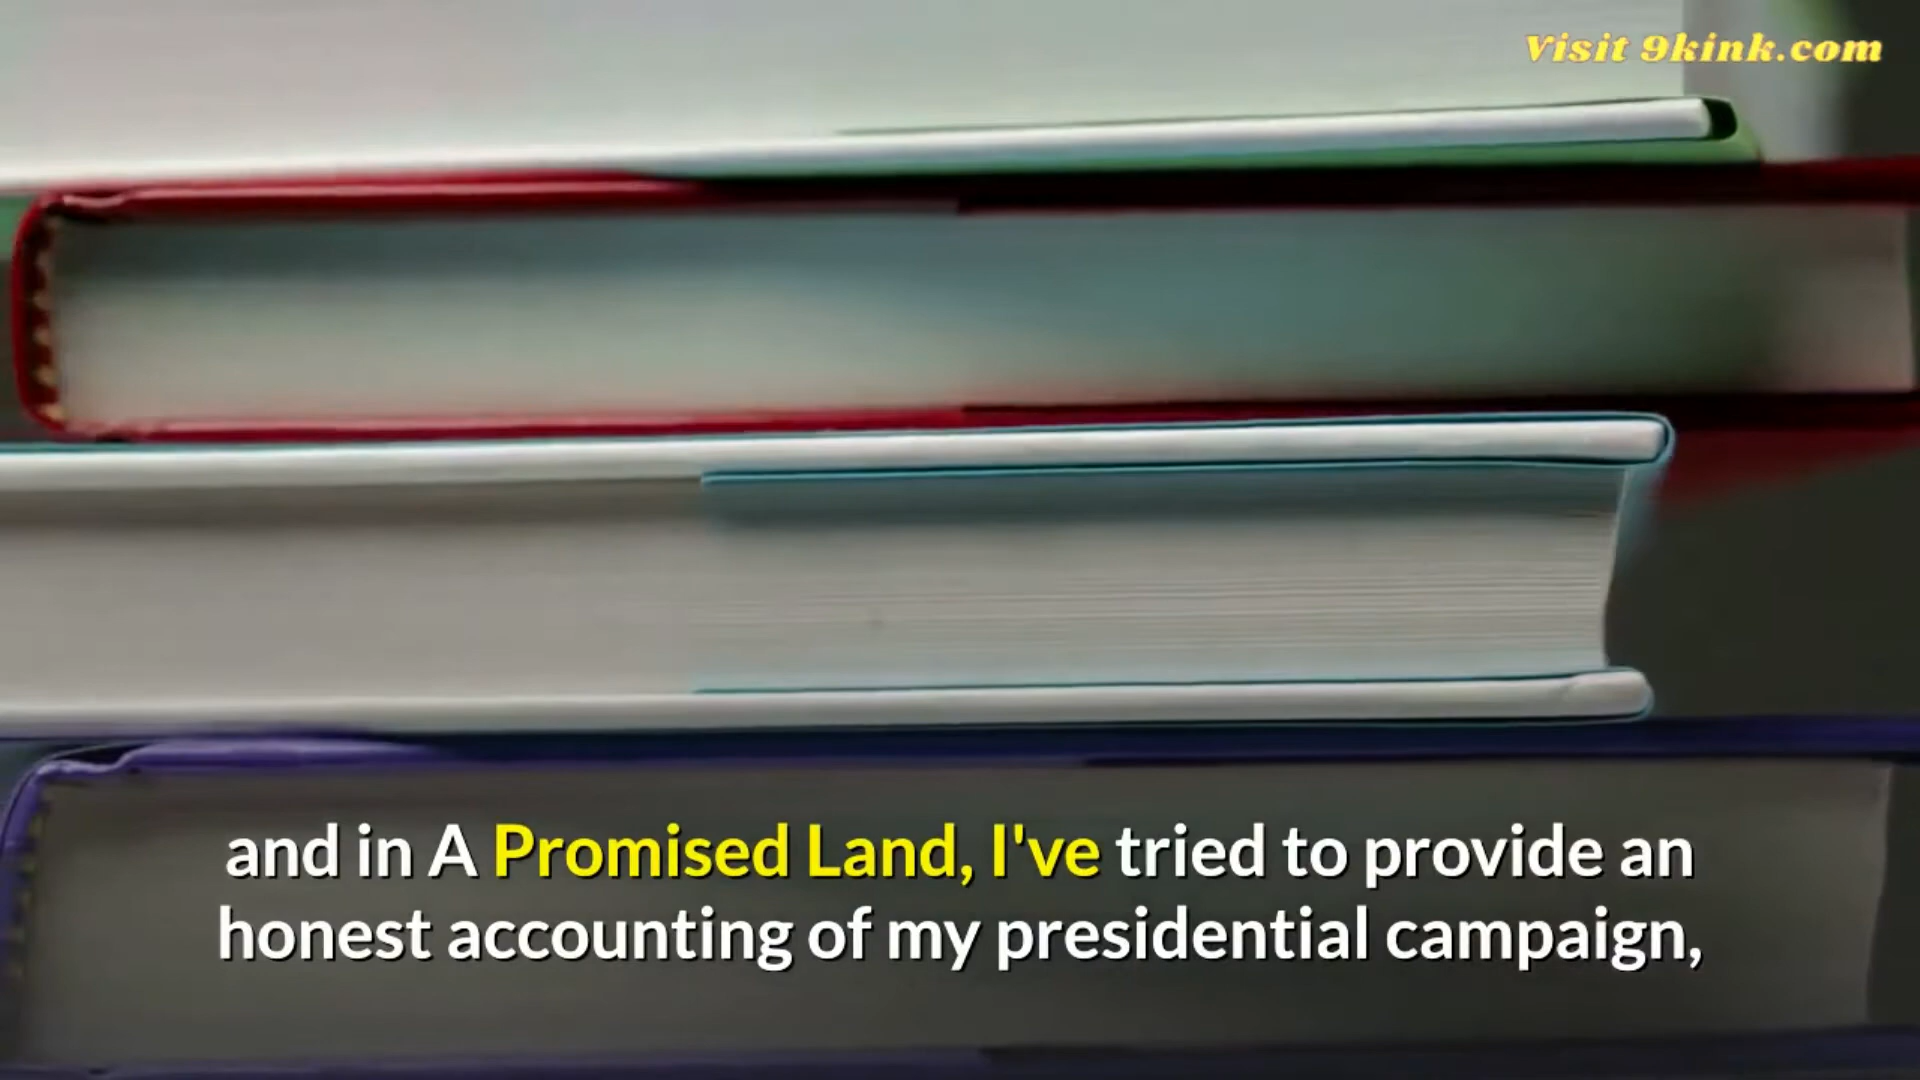 Visit 9kink.com
and in A Promised Land, I've tried to provide an
honest accounting of my presidential campaign,